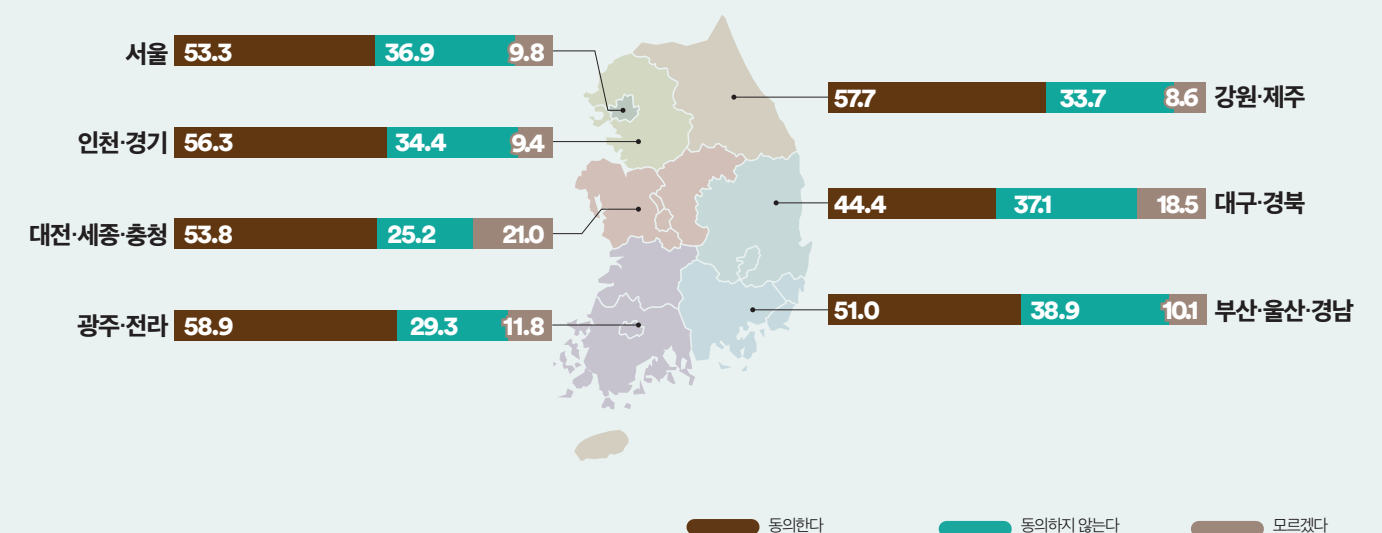 서울 53.3 36.9 9.8
인천·경기 56.3 34.4 9.4
대전·세종·충청 53.8 25.2 21.0
광주·전라 58.9 29.3 11.8
57.7 33.7 8.6 강원·제주
44.4 37.1 18.5 대구·경북
51.0 38.9 10.1 부산·울산·경남
동의한다 동의하지 않는다 모르겠다